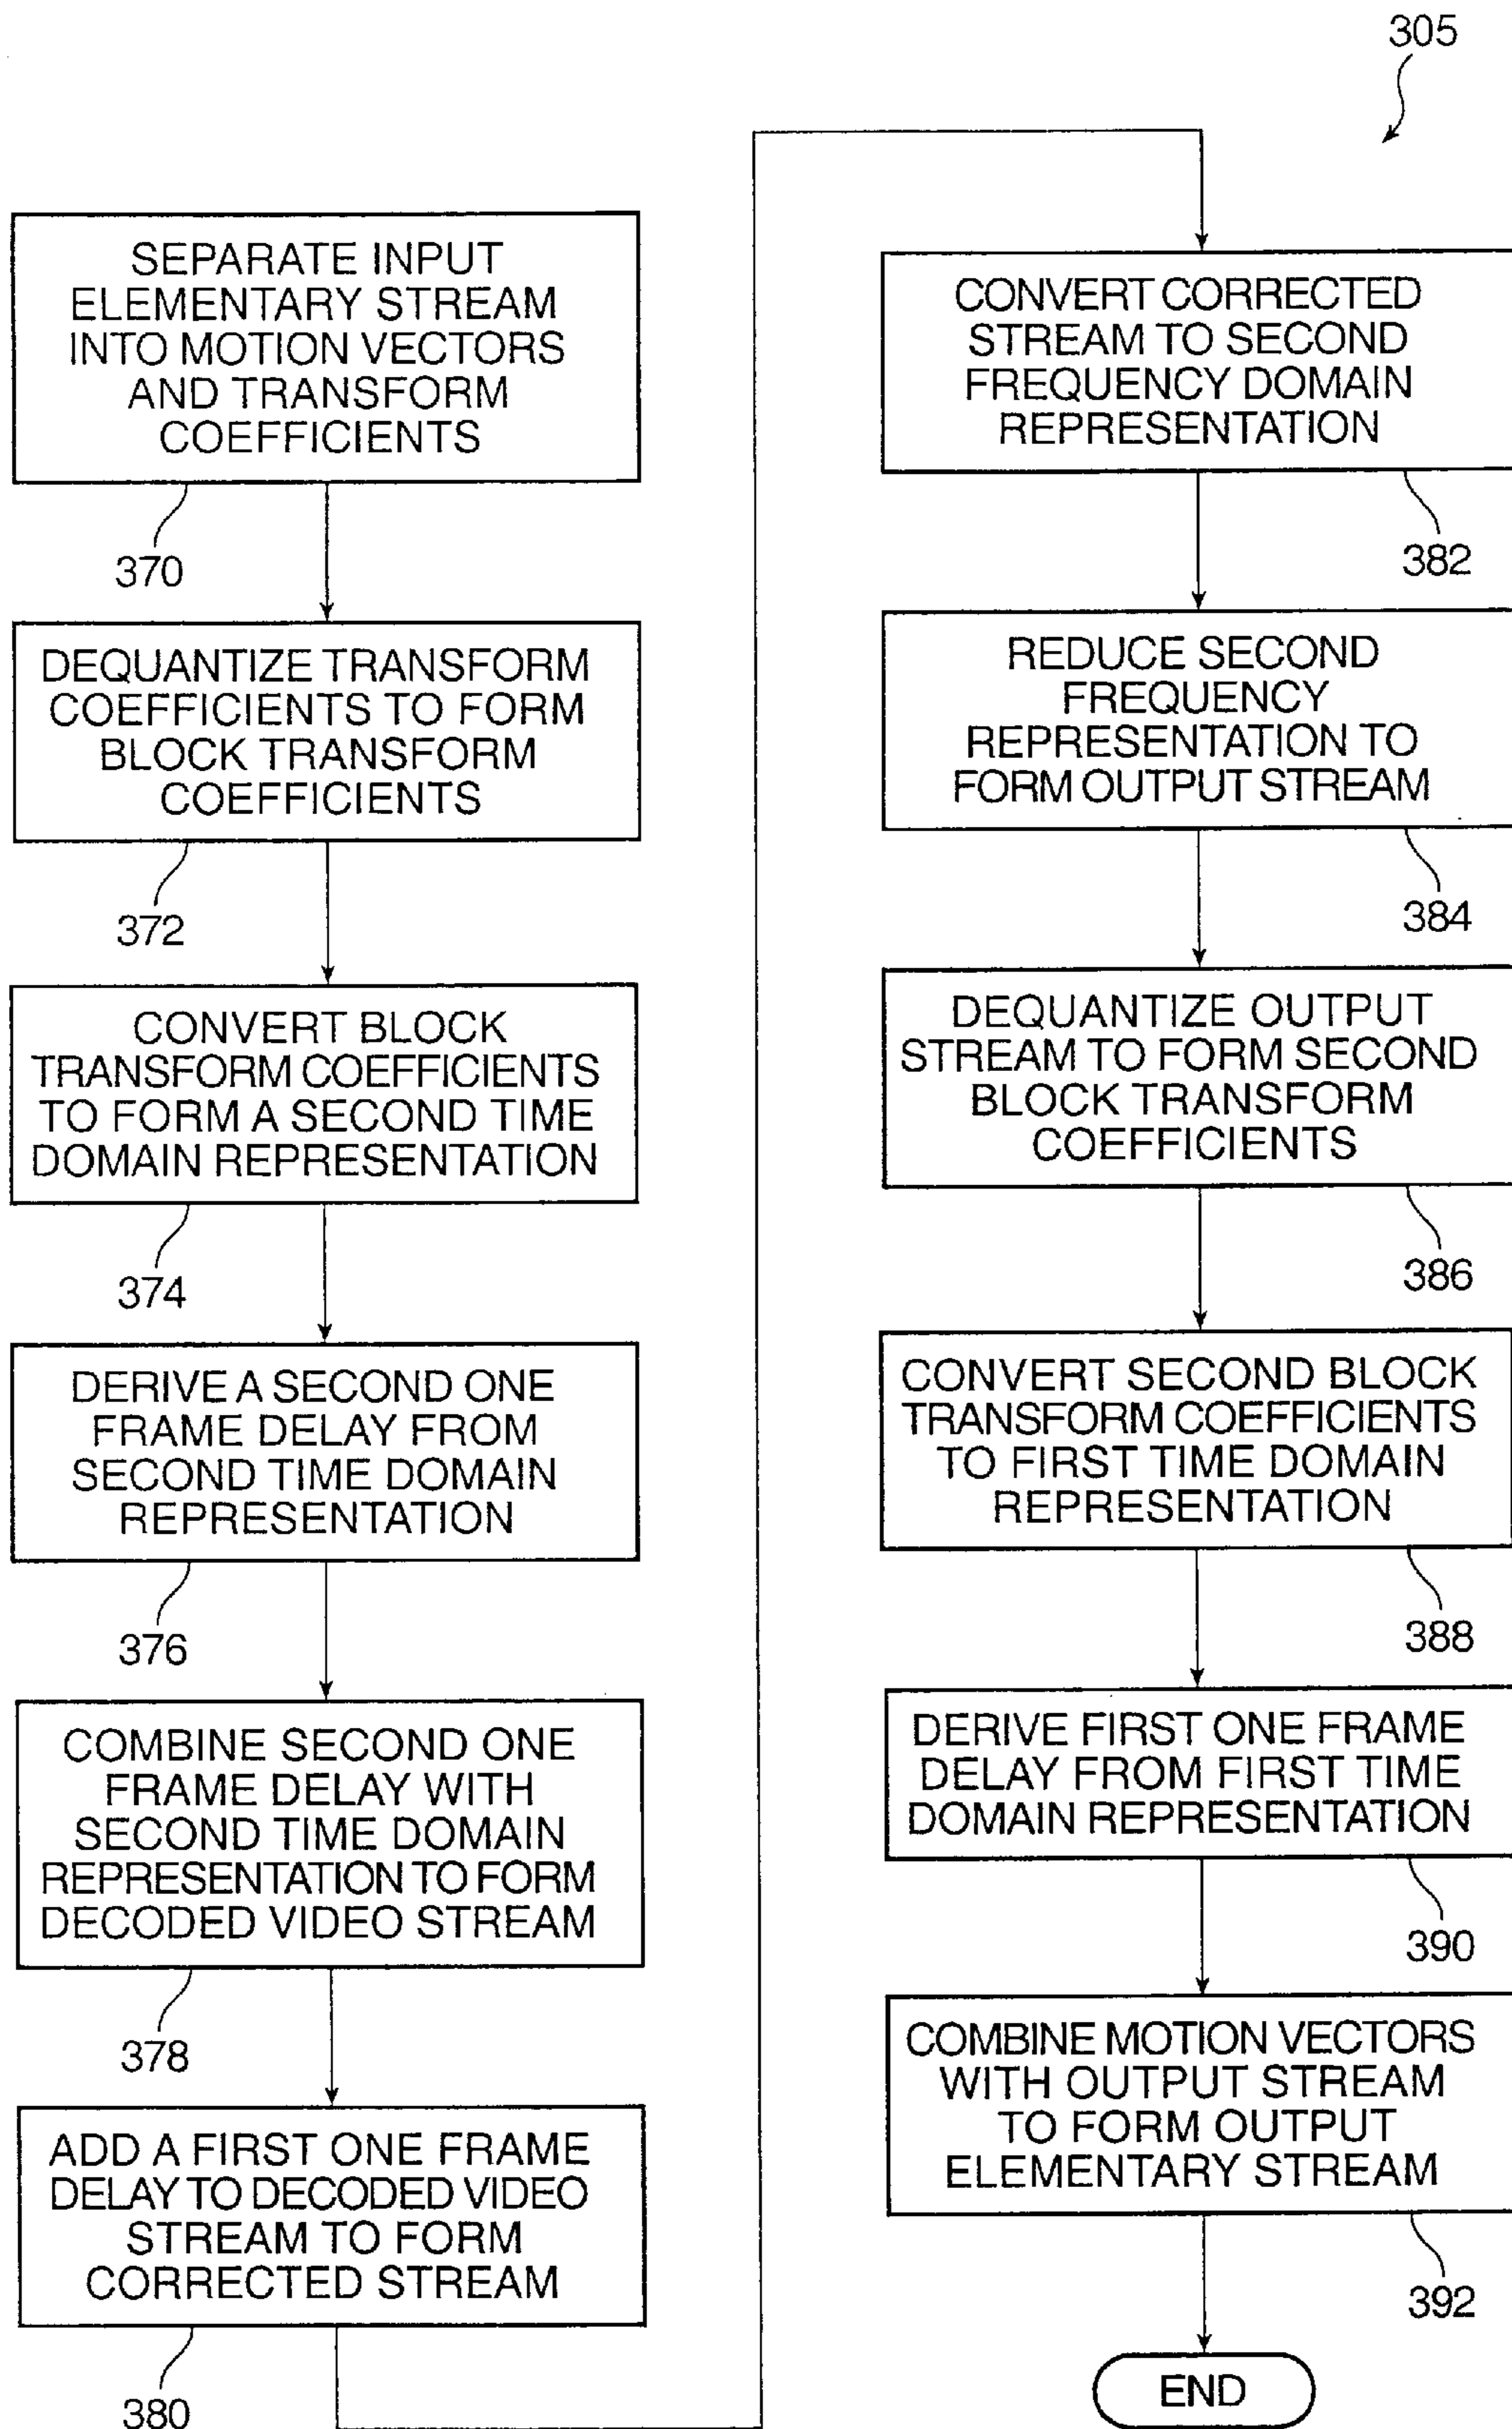 305
SEPARATE INPUT
ELEMENTARY STREAM
INTO MOTION VECTORS
AND TRANSFORM
COEFFICIENTS
370
DEQUANTIZE TRANSFORM
COEFFICIENTS TO FORM
BLOCK TRANSFORM
COEFFICIENTS
372
CONVERT BLOCK
TRANSFORM COEFFICIENTS
TO FORM A SECOND TIME
DOMAIN REPRESENTATION
374
DERIVE A SECOND ONE
FRAME DELAY FROM
SECOND TIME DOMAIN
REPRESENTATION
376
COMBINE SECOND ONE
FRAME DELAY WITH
SECOND TIME DOMAIN
REPRESENTATION TO FORM
DECODED VIDEO STREAM
378
ADD A FIRST ONE FRAME
DELAY TO DECODED VIDEO
STREAM TO FORM
CORRECTED STREAM
380
CONVERT CORRECTED
STREAM TO SECOND
FREQUENCY DOMAIN
REPRESENTATION
382
REDUCE SECOND
FREQUENCY
REPRESENTATION TO
FORM OUTPUT STREAM
384
DEQUANTIZE OUTPUT
STREAM TO FORM SECOND
BLOCK TRANSFORM
COEFFICIENTS
386
CONVERT SECOND BLOCK
TRANSFORM COEFFICIENTS
TO FIRST TIME DOMAIN
REPRESENTATION
388
DERIVE FIRST ONE FRAME
DELAY FROM FIRST TIME
DOMAIN REPRESENTATION
390
COMBINE MOTION VECTORS
WITH OUTPUT STREAM
TO FORM OUTPUT
ELEMENTARY STREAM
392
END